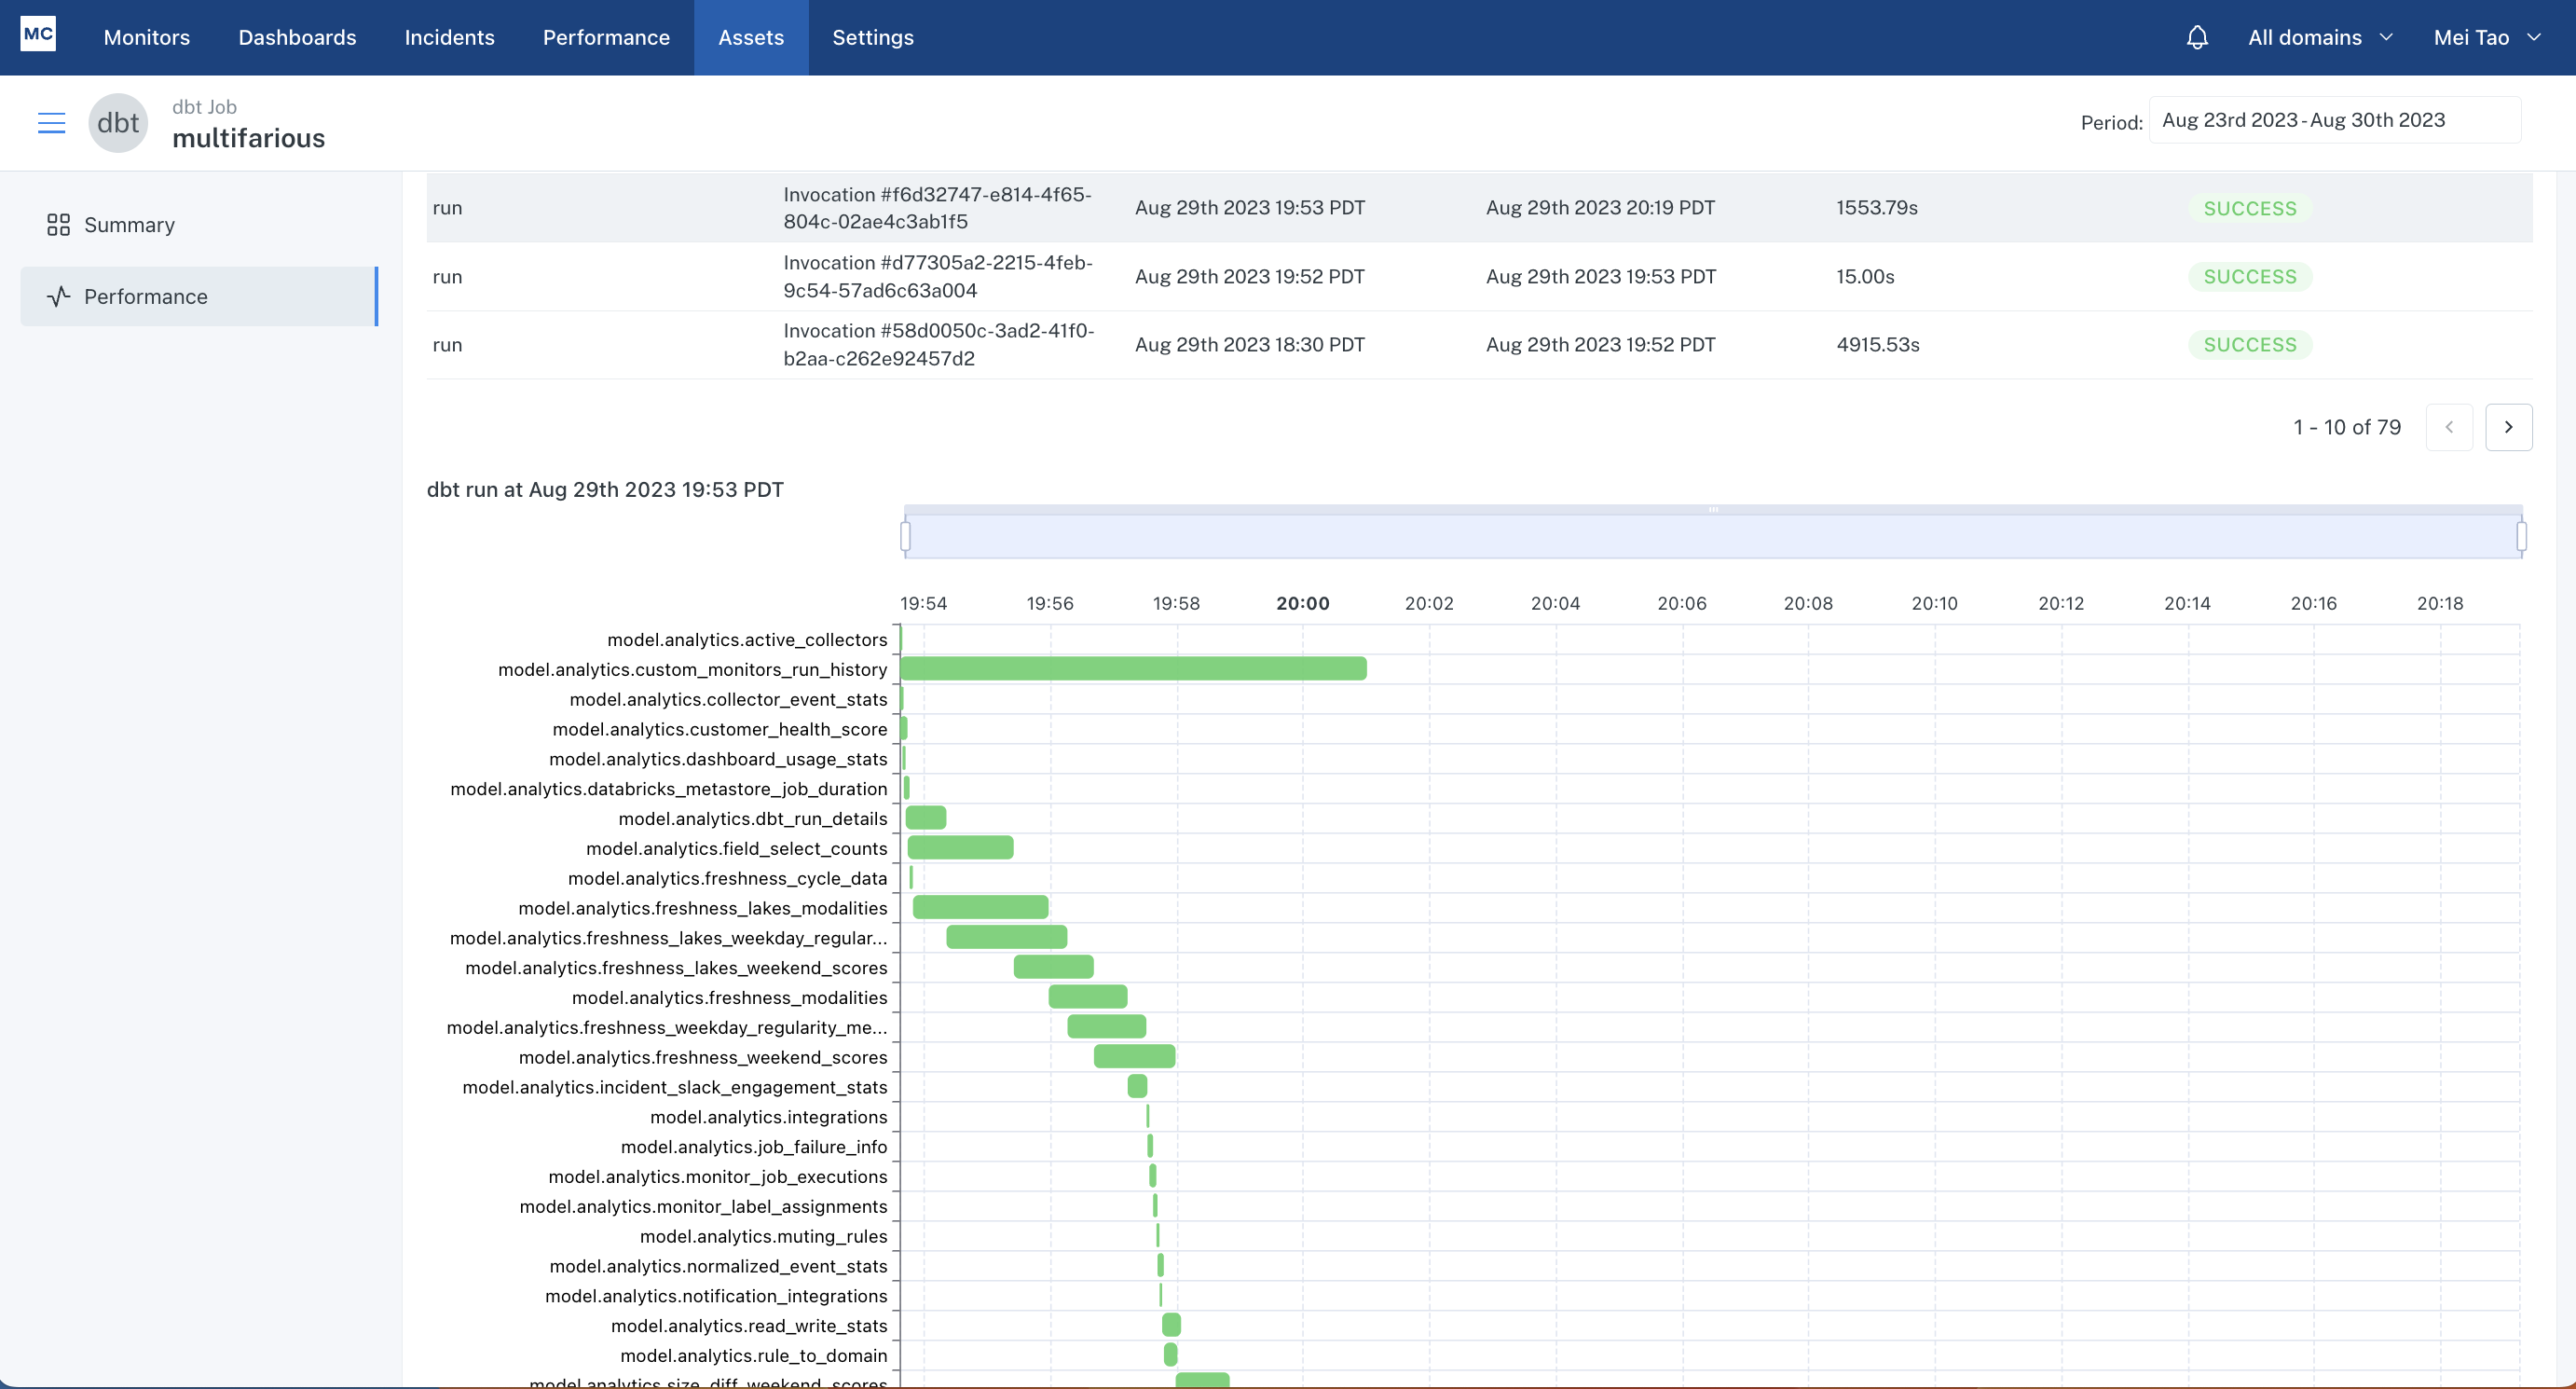 MC
Monitors Dashboards Incidents Performance Assets Settings All domains Mei Tao
dbt
dbt Job
multifarious
Period: Aug 23rd 2023 - Aug 30th 2023
Summary
Performance
run Invocation #f6d32747-e814-4f65- Aug 29th 2023 19:53 PDT Aug 29th 2023 20:19 PDT 1553.79s SUCCESS
804c-02ae4c3ab1f5
run Invocation #d77305a2-2215-4feb- Aug 29th 2023 19:52 PDT Aug 29th 2023 19:53 PDT 15.00s SUCCESS
9c54-57ad6c63a004
run Invocation #58d0050c-3ad2-41f0- Aug 29th 2023 18:30 PDT Aug 29th 2023 19:52 PDT 4915.53s SUCCESS
b2aa-c262e92457d2
1 - 10 of 79
dbt run at Aug 29th 2023 19:53 PDT
19:54 19:56 19:58 20:00 20:02 20:04 20:06 20:08 20:10 20:12 20:14 20:16 20:18
model.analytics.active_collectors
model.analytics.custom_monitors_run_history
model.analytics.collector_event_stats
model.analytics.customer_health_score
model.analytics.dashboard_usage_stats
model.analytics.databricks_metastore_job_duration
model.analytics.dbt_run_details
model.analytics.field_select_counts
model.analytics.freshness_cycle_data
model.analytics.freshness_lakes_modalities
model.analytics.freshness_lakes_weekday_regular...
model.analytics.freshness_lakes_weekend_scores
model.analytics.freshness_modalities
model.analytics.freshness_weekday_regularity_me...
model.analytics.freshness_weekend_scores
model.analytics.incident_slack_engagement_stats
model.analytics.integrations
model.analytics.job_failure_info
model.analytics.monitor_job_executions
model.analytics.monitor_label_assignments
model.analytics.muting_rules
model.analytics.normalized_event_stats
model.analytics.notification_integrations
model.analytics.read_write_stats
model.analytics.rule_to_domain
model.analytics.size_diff_weekend_scores